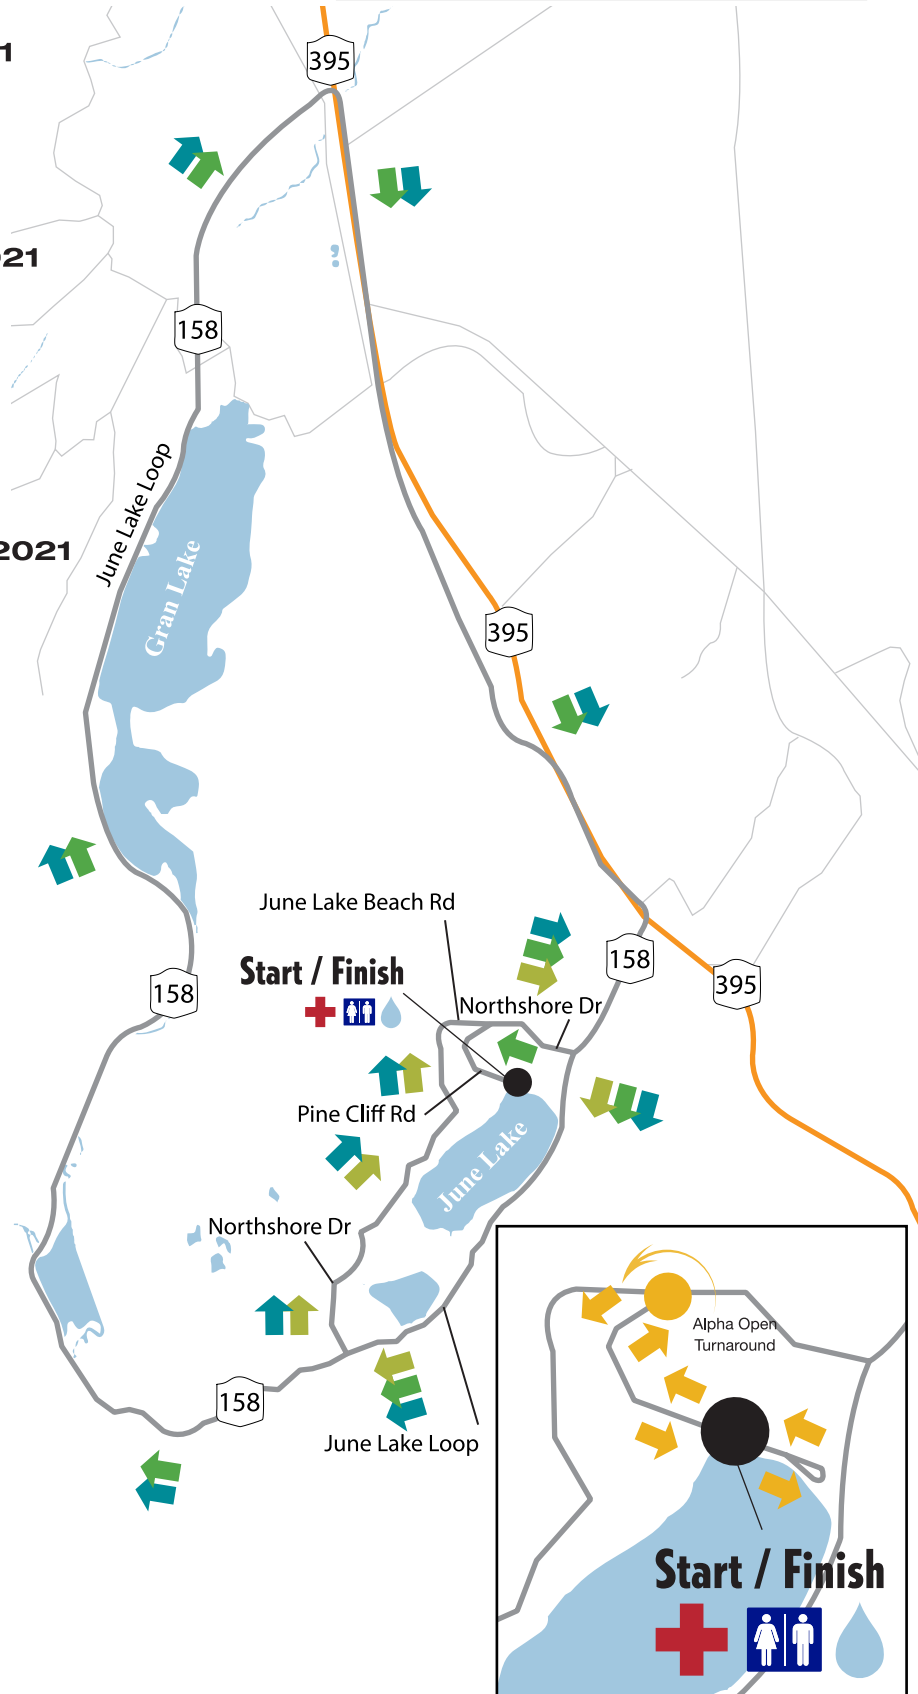 1
395
21
158
2021
June Lake Loop
Gran Lake
395
June Lake Beach Rd
Start / Finish
158
395
158
Northshore Dr
Pine Cliff Rd
June Lake
Northshore Dr
Alpha Open
Turnaround
158
June Lake Loop
Start / Finish